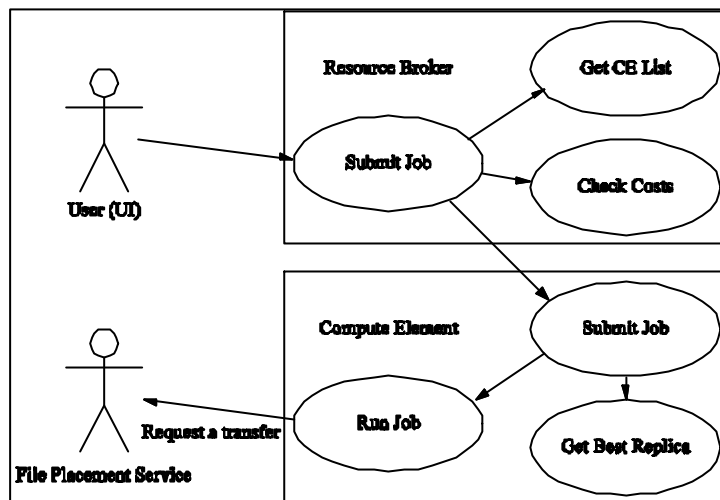 Resource Broker
Get CE List
Submit Job
Check Costs
User (UI)
Compute Element
Submit Job
Run Job
Request a transfer
Get Best Replica
File Placement Service